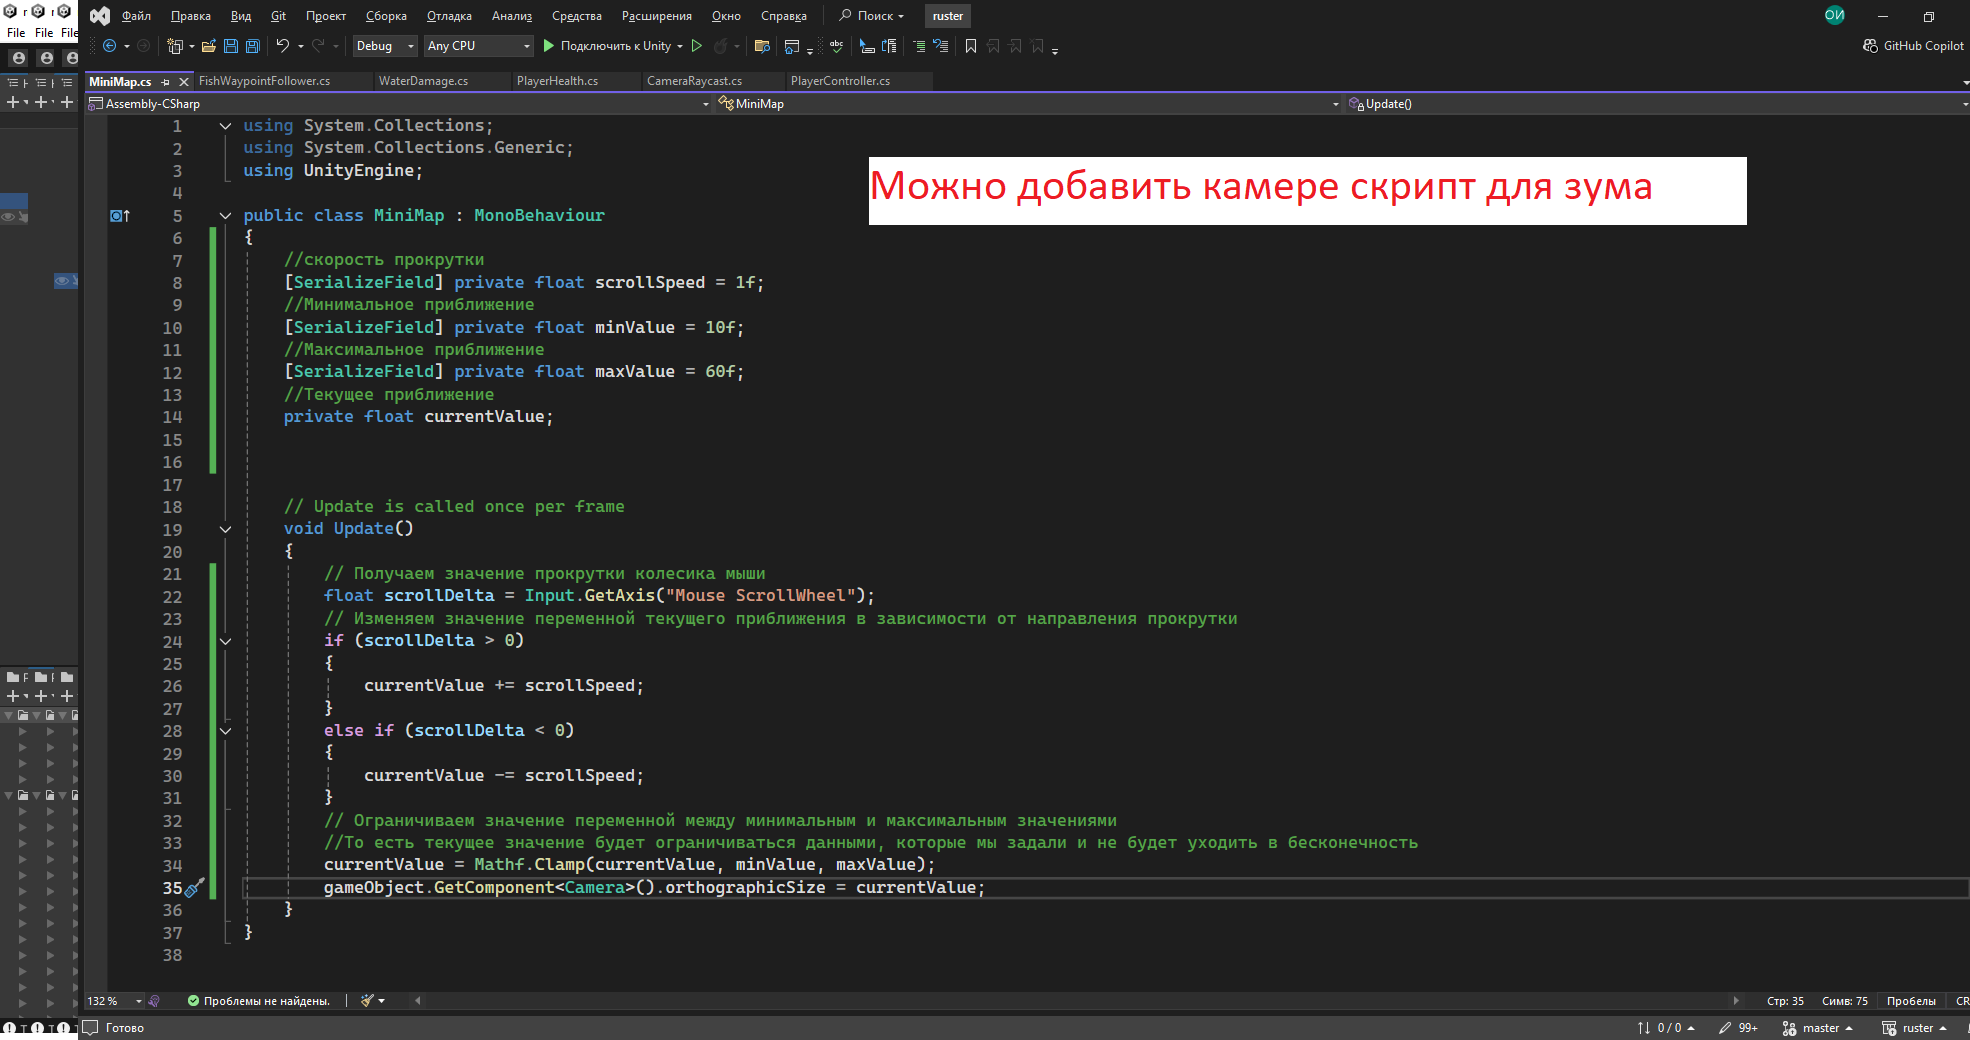 File File File
Файл Правка Вид Git Проект Сборка Отладка Анализ Средства Расширения Окно Справка Поиск ruster ОИ
Debug Any CPU Подключить к Unity GitHub Copilot
MiniMap.cs FishWaypointFollower.cs WaterDamage.cs PlayerHealth.cs CameraRaycast.cs PlayerController.cs
Assembly-CSharp MiniMap Update()
1 using System.Collections;
2 using System.Collections.Generic;
3 using UnityEngine;
Можно добавить камере скрипт для зума
4
5 public class MiniMap : MonoBehaviour
6 {
7 //скорость прокрутки
8 [SerializeField] private float scrollSpeed = 1f;
9 //Минимальное приближение
10 [SerializeField] private float minValue = 10f;
11 //Максимальное приближение
12 [SerializeField] private float maxValue = 60f;
13 //Текущее приближение
14 private float currentValue;
15
16
17
18 // Update is called once per frame
19 void Update()
20 {
21 // Получаем значение прокрутки колесика мыши
22 float scrollDelta = Input.GetAxis("Mouse ScrollWheel");
23 // Изменяем значение переменной текущего приближения в зависимости от направления прокрутки
24 if (scrollDelta > 0)
25 {
26 currentValue += scrollSpeed;
27 }
28 else if (scrollDelta < 0)
29 {
30 currentValue -= scrollSpeed;
31 }
32 // Ограничиваем значение переменной между минимальным и максимальным значениями
33 //То есть текущее значение будет ограничиваться данными, которые мы задали и не будет уходить в бесконечность
34 currentValue = Mathf.Clamp(currentValue, minValue, maxValue);
35 gameObject.GetComponent<Camera>().orthographicSize = currentValue;
36 }
37 }
38
132 % Проблемы не найдены. Стр: 35 Симв: 75 Пробелы CR
Готово 0 / 0 99+ master ruster